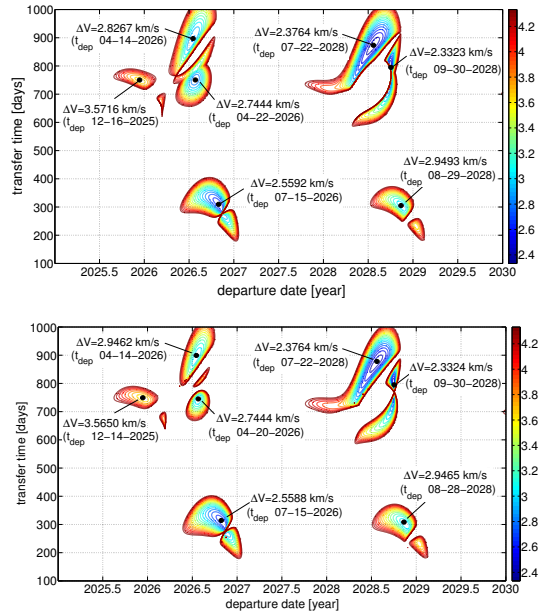 1000
900
800
700
600
500
400
300
200
100
transfer time [days]
ΔV=2.8267 km/s
(t_dep 04−14−2026)
ΔV=3.5716 km/s
(t_dep 12−16−2025)
ΔV=2.7444 km/s
(t_dep 04−22−2026)
ΔV=2.3764 km/s
(t_dep 07−22−2028)
ΔV=2.3323 km/s
(t_dep 09−30−2028)
ΔV=2.5592 km/s
(t_dep 07−15−2026)
ΔV=2.9493 km/s
(t_dep 08−29−2028)
2025.5 2026 2026.5 2027 2027.5 2028 2028.5 2029 2029.5 2030
departure date [year]
4.2
4
3.8
3.6
3.4
3.2
3
2.8
2.6
2.4
1000
900
800
700
600
500
400
300
200
100
transfer time [days]
ΔV=2.9462 km/s
(t_dep 04−14−2026)
ΔV=3.5650 km/s
(t_dep 12−14−2025)
ΔV=2.7444 km/s
(t_dep 04−20−2026)
ΔV=2.3764 km/s
(t_dep 07−22−2028)
ΔV=2.3324 km/s
(t_dep 09−30−2028)
ΔV=2.5588 km/s
(t_dep 07−15−2026)
ΔV=2.9465 km/s
(t_dep 08−28−2028)
2025.5 2026 2026.5 2027 2027.5 2028 2028.5 2029 2029.5 2030
departure date [year]
4.2
4
3.8
3.6
3.4
3.2
3
2.8
2.6
2.4